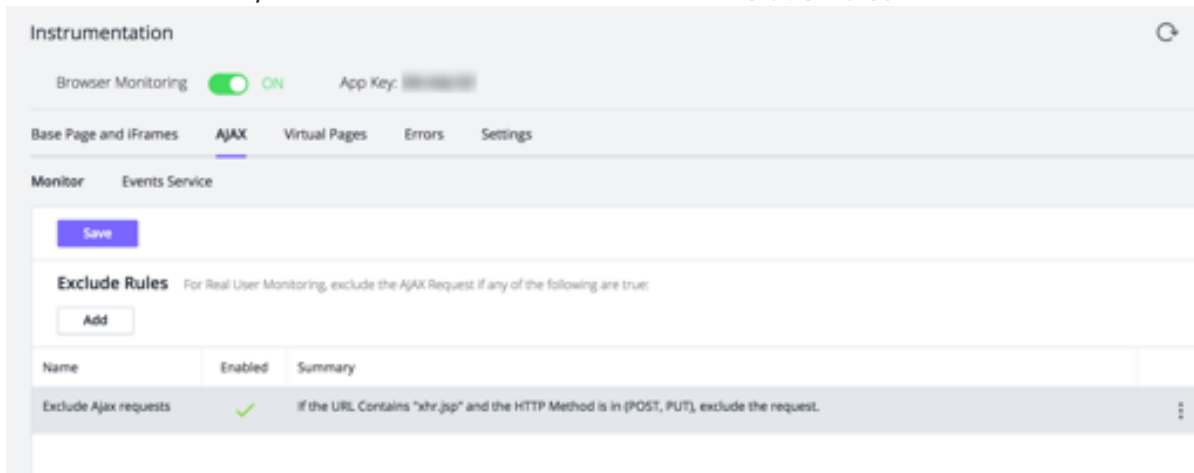 Instrumentation
Browser Monitoring ON App Key:
Base Page and iFrames AJAX Virtual Pages Errors Settings
Monitor Events Service
Save
Exclude Rules For Real User Monitoring, exclude the AJAX Request if any of the following are true:
Add
Name Enabled Summary
Exclude Ajax requests If the URL Contains "xhr.jsp" and the HTTP Method is in (POST, PUT), exclude the request.